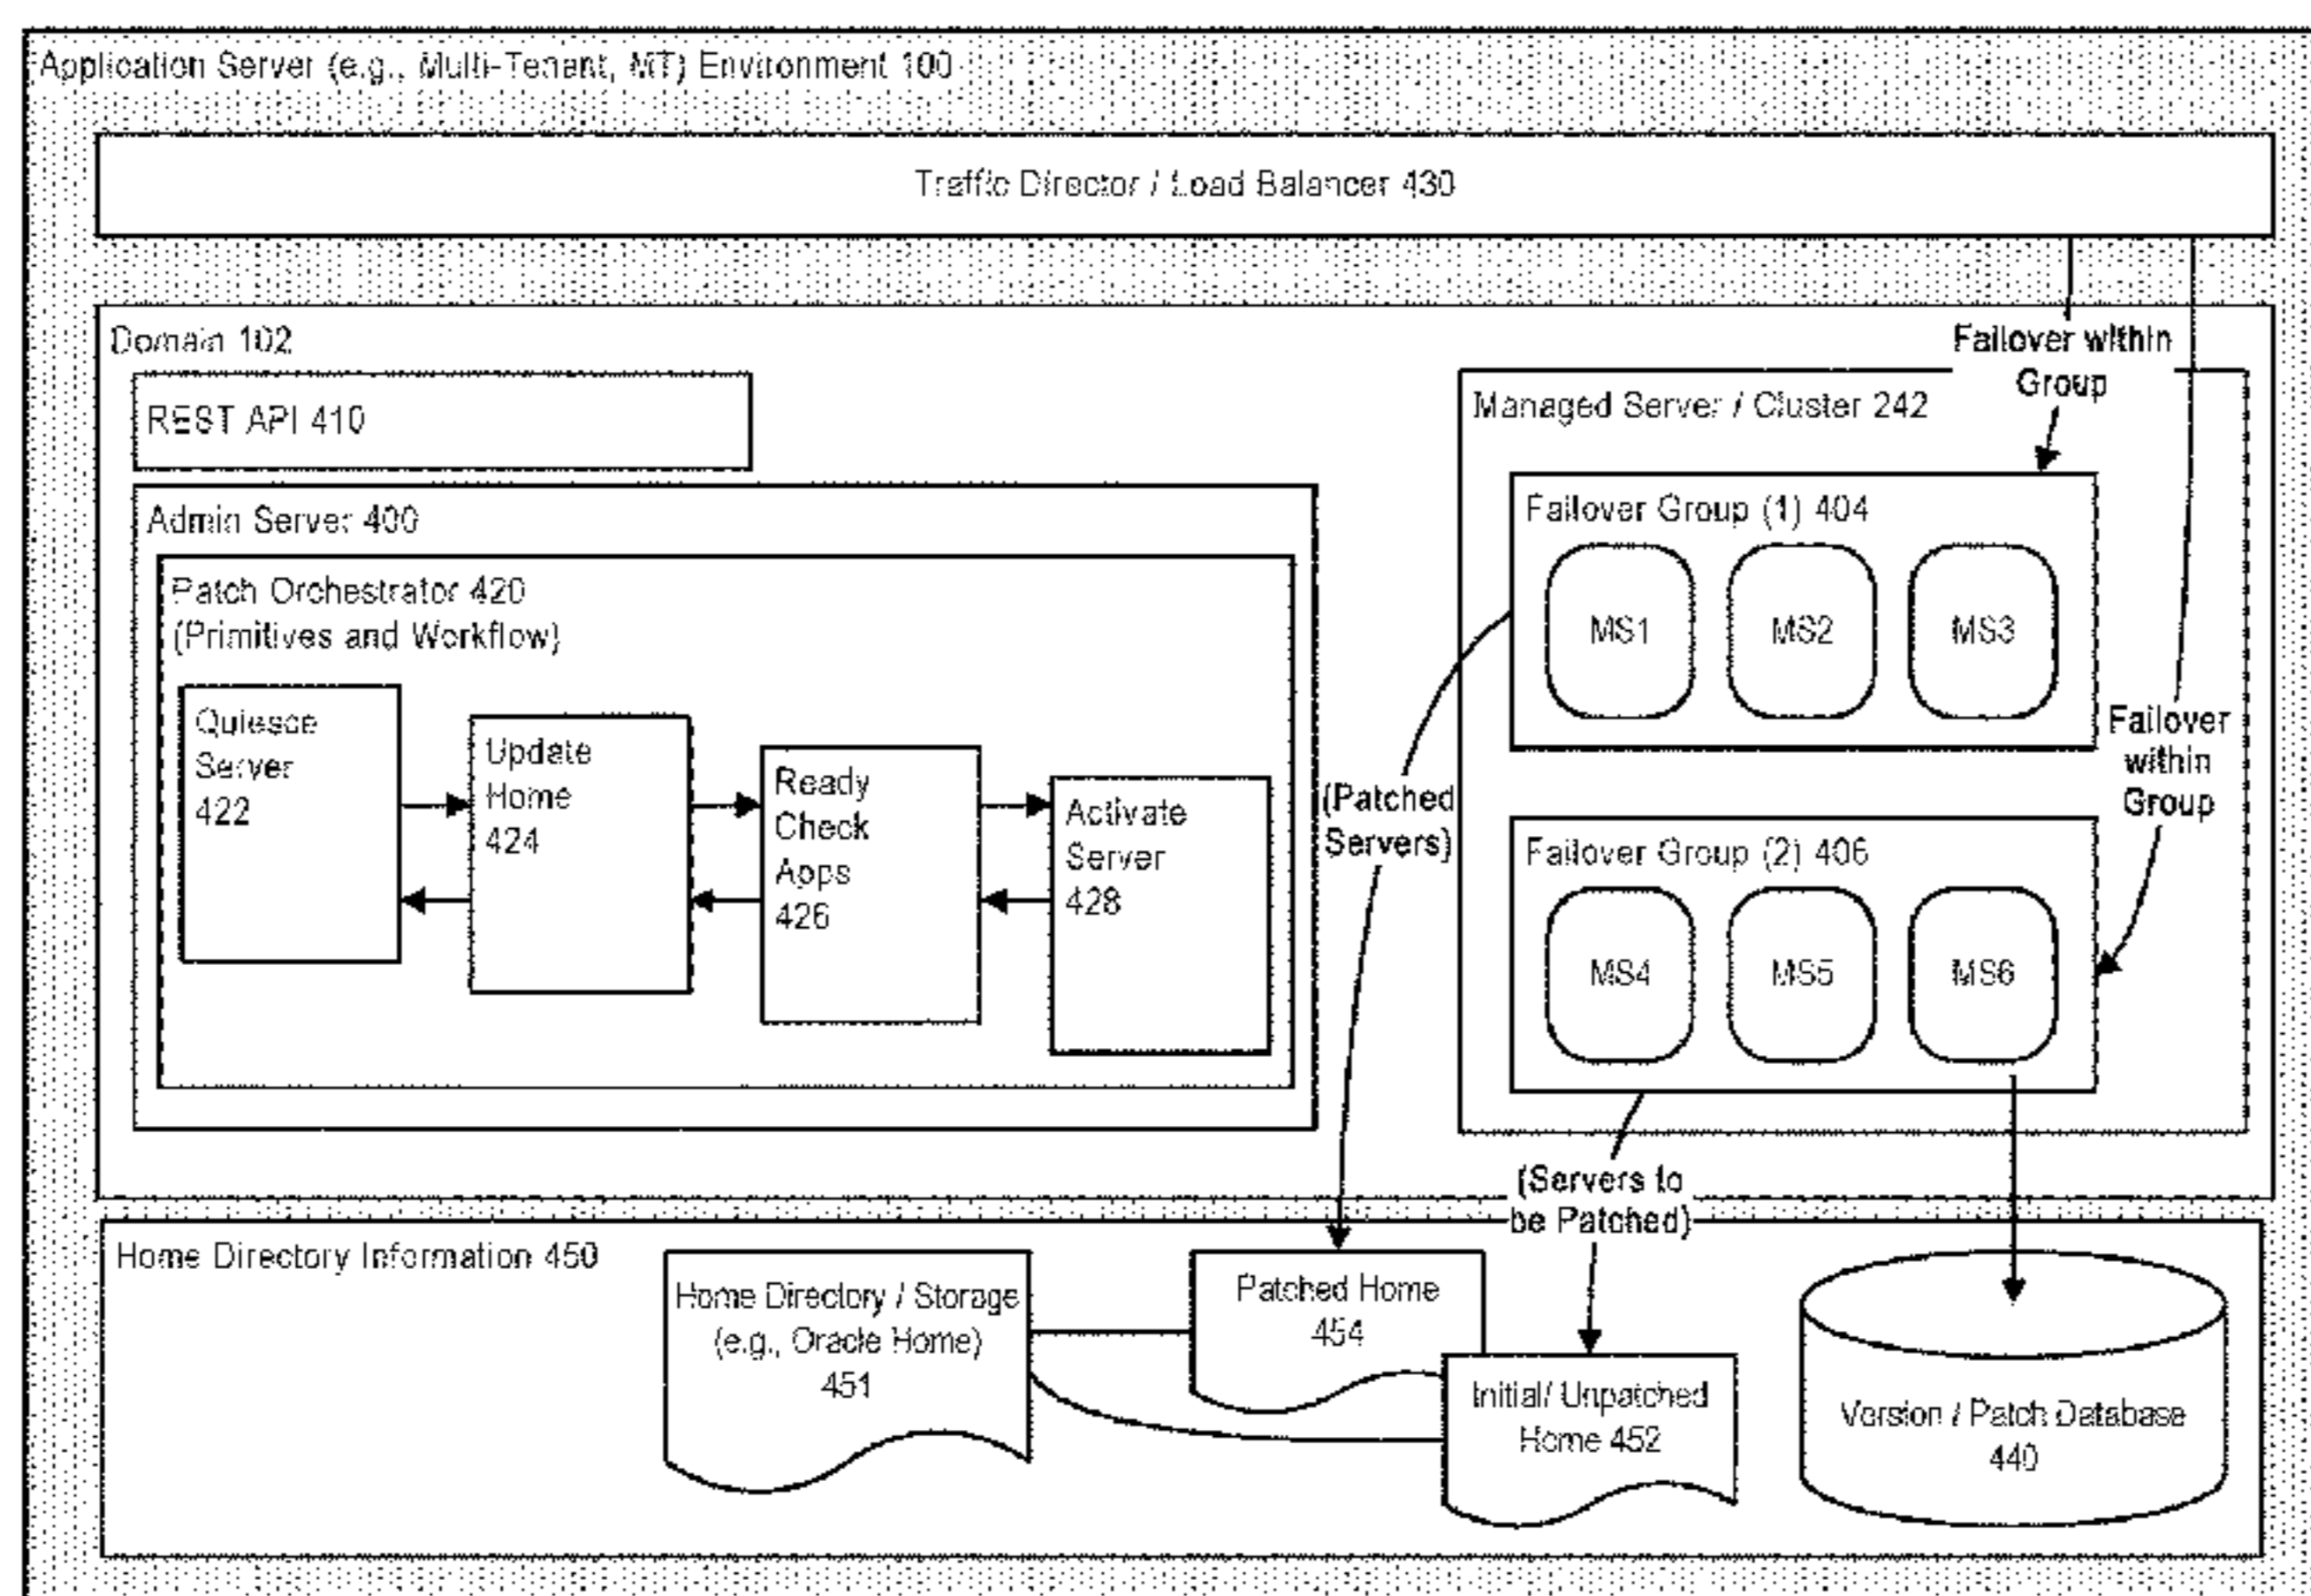 Application Server (e.g., Multi-Tenant, MT) Environment 100
Traffic Director / Load Balancer 430
Domain 102
REST API 410
Admin Server 400
Patch Orchestrator 420
(Primitives and Workflow)
Quiesce
Server
422
Update
Home
424
Ready
Check
Apps
426
Activate
Server
428
Failover within
Group
Managed Server / Cluster 242
Failover Group (1) 404
MS1
MS2
MS3
Failover
within
Group
(Patched
Servers)
Failover Group (2) 406
MS4
MS5
MS6
(Servers to
be Patched)
Home Directory Information 450
Home Directory / Storage
(e.g., Oracle Home)
451
Patched Home
454
Initial/ Unpatched
Home 452
Version / Patch Database
440